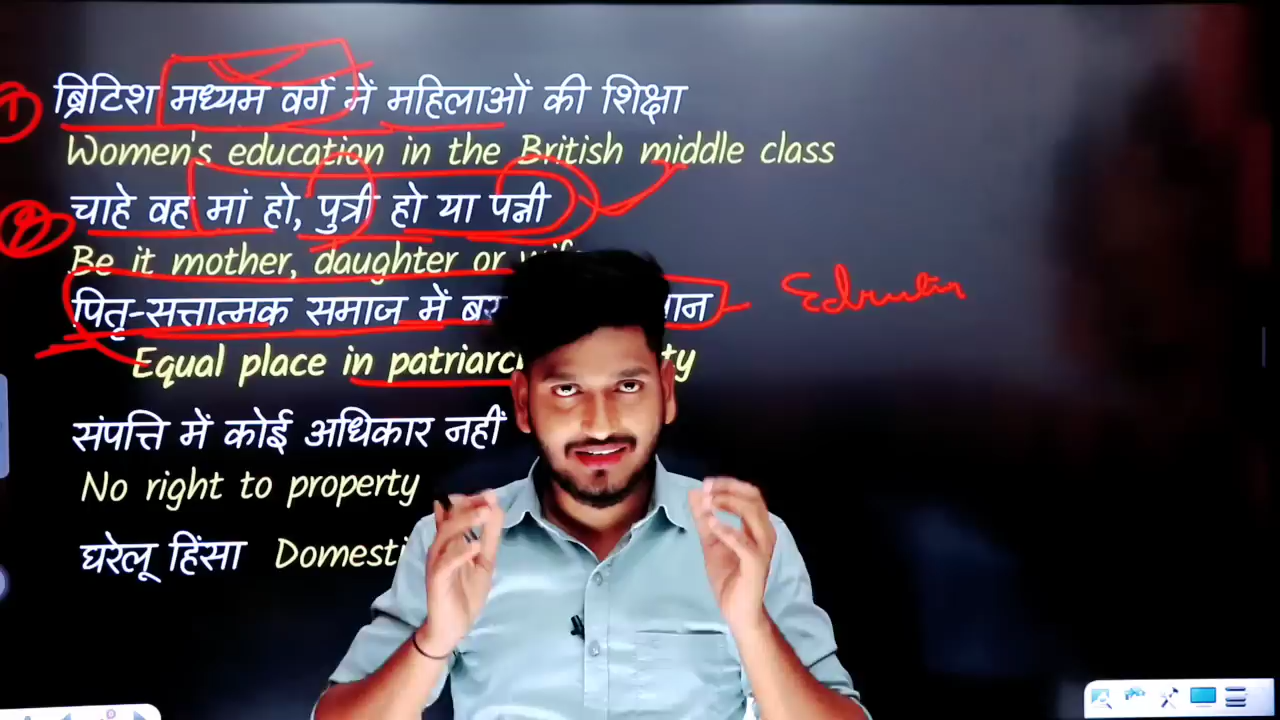 ब्रिटिश मध्यम वर्ग में महिलाओं की शिक्षा
Women's education in the British middle class
चाहे वह मां हो, पुत्री हो या पत्नी
Be it mother, daughter or
पितृ-सत्तात्मक समाज में
Equal place in
संपत्ति में कोई अधिकार नहीं
No right to property
घरेलू हिंसा